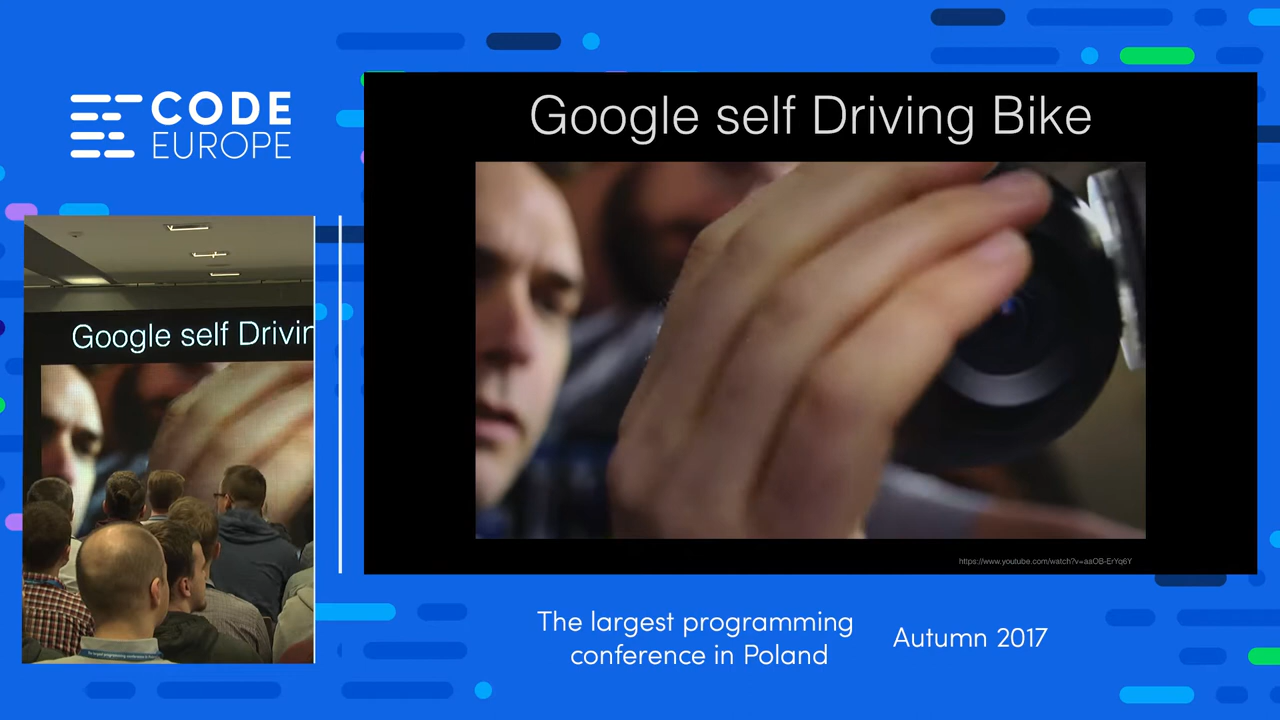 CODE
EUROPE
Google self Driving Bike
Google self Drivin
https://www.youtube.com/watch?v=aaOB-ErYq6Y
The largest programming
conference in Poland
Autumn 2017